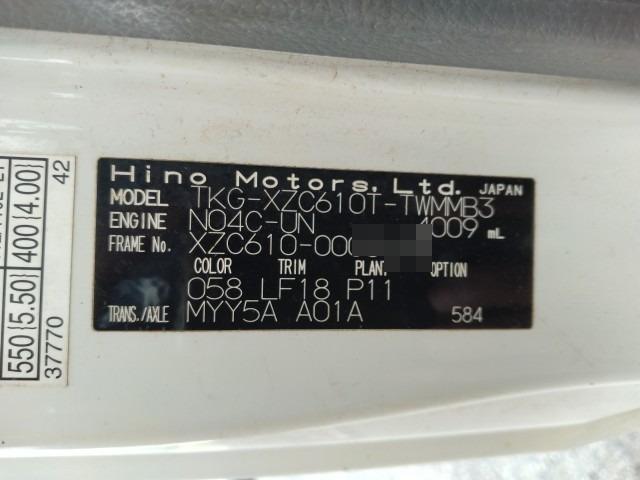 Hino Motors, Ltd. JAPAN
MODEL TKG-XZC610T-TWMMB3
ENGINE N04C-UN 4009 mL
FRAME No. XZC610-000
COLOR TRIM PLANT OPTION
058 LF18 P11
TRANS./AXLE MYY5A A01A 584
550 (5.50) 400 (4.00)
37770 42